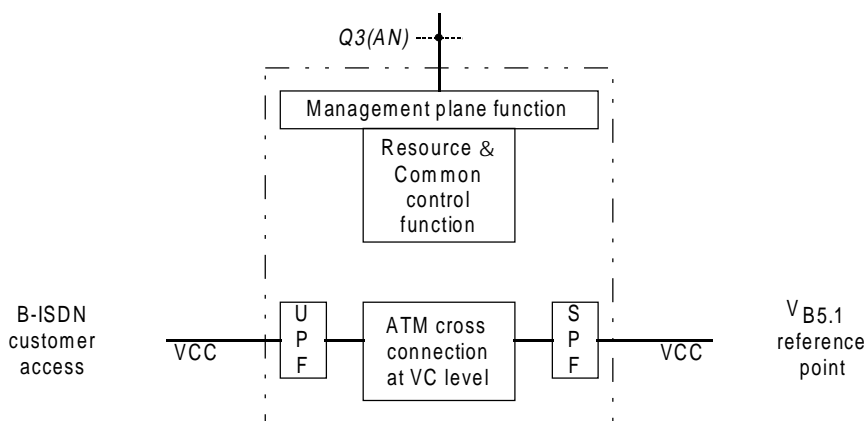 Q3(AN)
Management plane function
Resource &
Common
control
function
B-ISDN
customer
access
VCC
U
P
F
ATM cross
connection
at VC level
S
P
F
VCC
VB5.1
reference
point